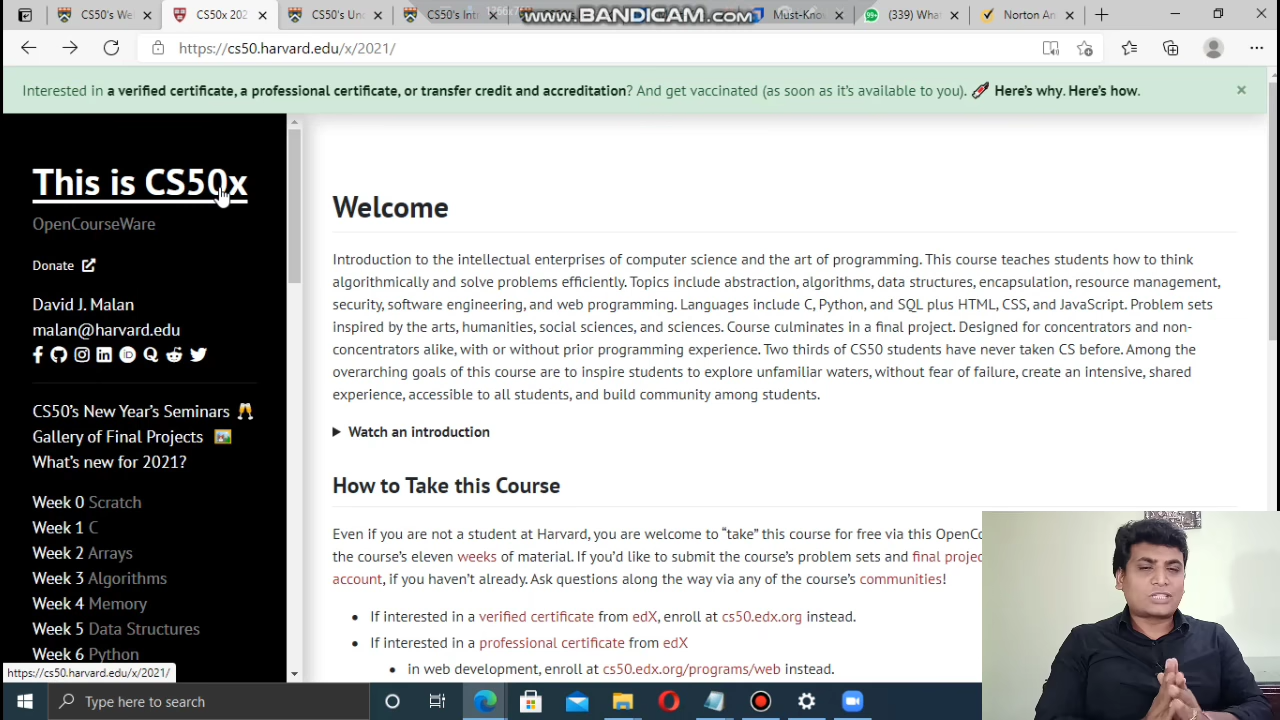 CS50's We
CS50x 202
CS50's Un
CS50's Int
www.BANDICAM.com
Must-Kno
(339) Wha
Norton An
https://cs50.harvard.edu/x/2021/
Interested in a verified certificate, a professional certificate, or transfer credit and accreditation? And get vaccinated (as soon as it's available to you). 💉 Here's why. Here's how.
This is CS50x
OpenCourseWare
Donate
David J. Malan
malan@harvard.edu
CS50's New Year's Seminars 🥂
Gallery of Final Projects 🖼️
What's new for 2021?
Week 0 Scratch
Week 1 C
Week 2 Arrays
Week 3 Algorithms
Week 4 Memory
Week 5 Data Structures
Week 6 Python
https://cs50.harvard.edu/x/2021/
Welcome
Introduction to the intellectual enterprises of computer science and the art of programming. This course teaches students how to think
algorithmically and solve problems efficiently. Topics include abstraction, algorithms, data structures, encapsulation, resource management,
security, software engineering, and web programming. Languages include C, Python, and SQL plus HTML, CSS, and JavaScript. Problem sets
inspired by the arts, humanities, social sciences, and sciences. Course culminates in a final project. Designed for concentrators and non-
concentrators alike, with or without prior programming experience. Two thirds of CS50 students have never taken CS before. Among the
overarching goals of this course are to inspire students to explore unfamiliar waters, without fear of failure, create an intensive, shared
experience, accessible to all students, and build community among students.
Watch an introduction
How to Take this Course
Even if you are not a student at Harvard, you are welcome to “take” this course for free via this OpenCo
the course's eleven weeks of material. If you'd like to submit the course's problem sets and final projec
account, if you haven't already. Ask questions along the way via any of the course's communities!
If interested in a verified certificate from edX, enroll at cs50.edx.org instead.
If interested in a professional certificate from edX
in web development, enroll at cs50.edx.org/programs/web instead.
Type here to search